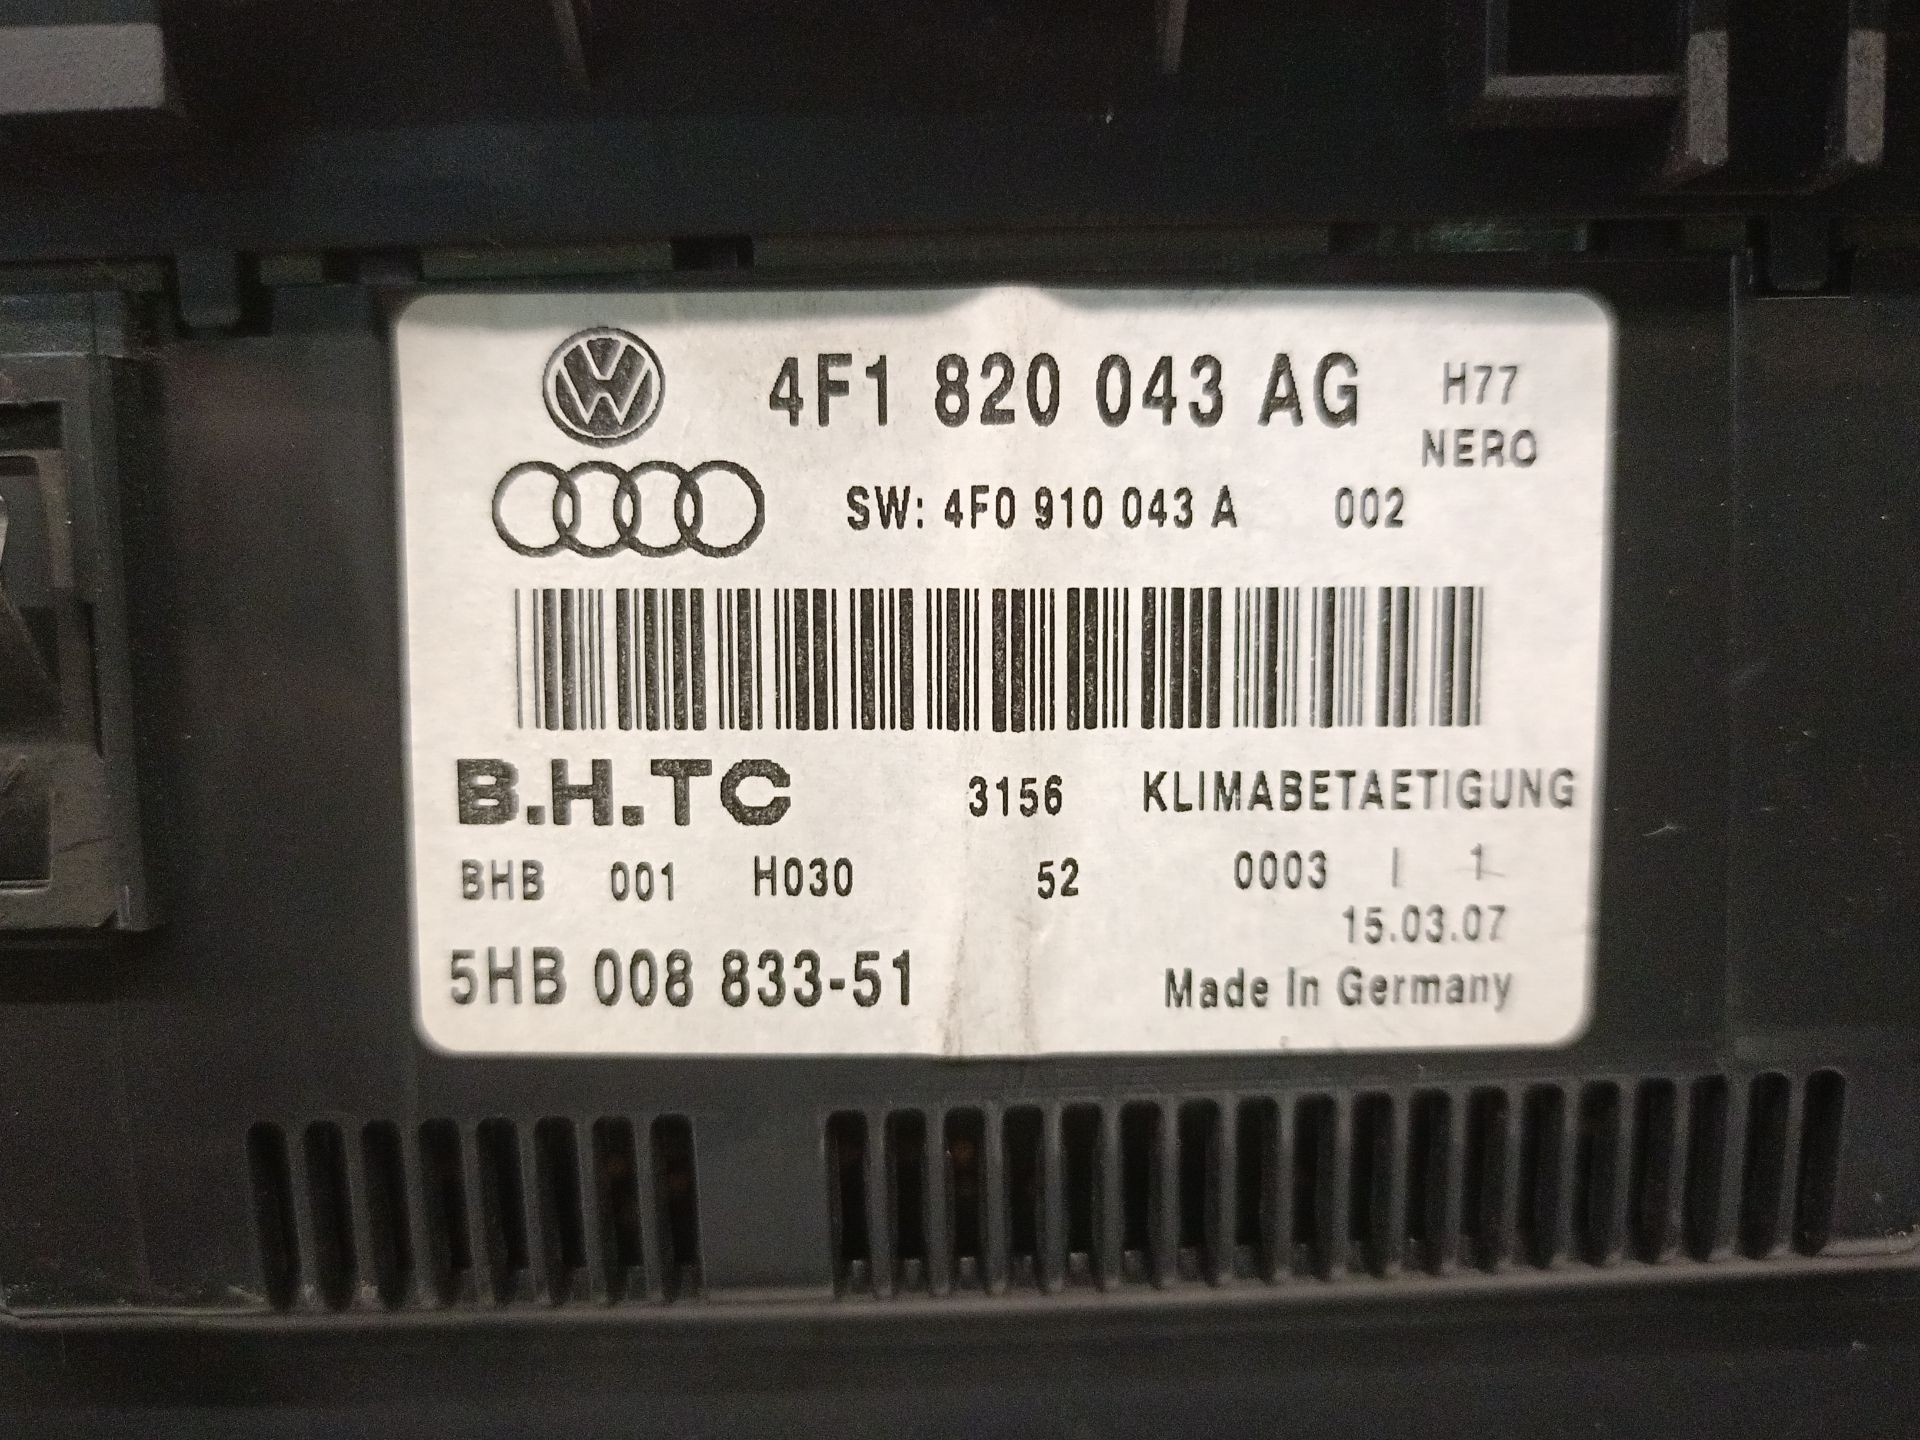 4F1 820 043 AG H77
NERO
SW: 4F0 910 043 A 002
B.H.TC 3156 KLIMABETAETIGUNG
BHB 001 H030 52 0003 | 1
15.03.07
5HB 008 833-51 Made In Germany